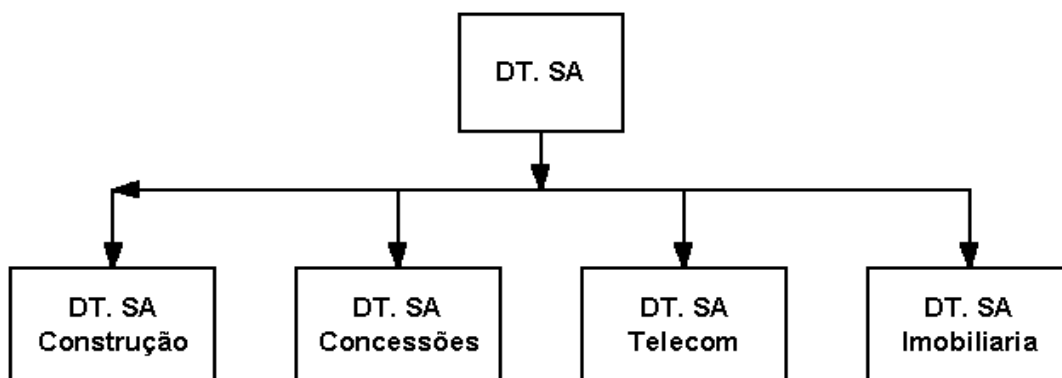 DT. SA
DT. SA
Construção
DT. SA
Concessões
DT. SA
Telecom
DT. SA
Imobiliaria